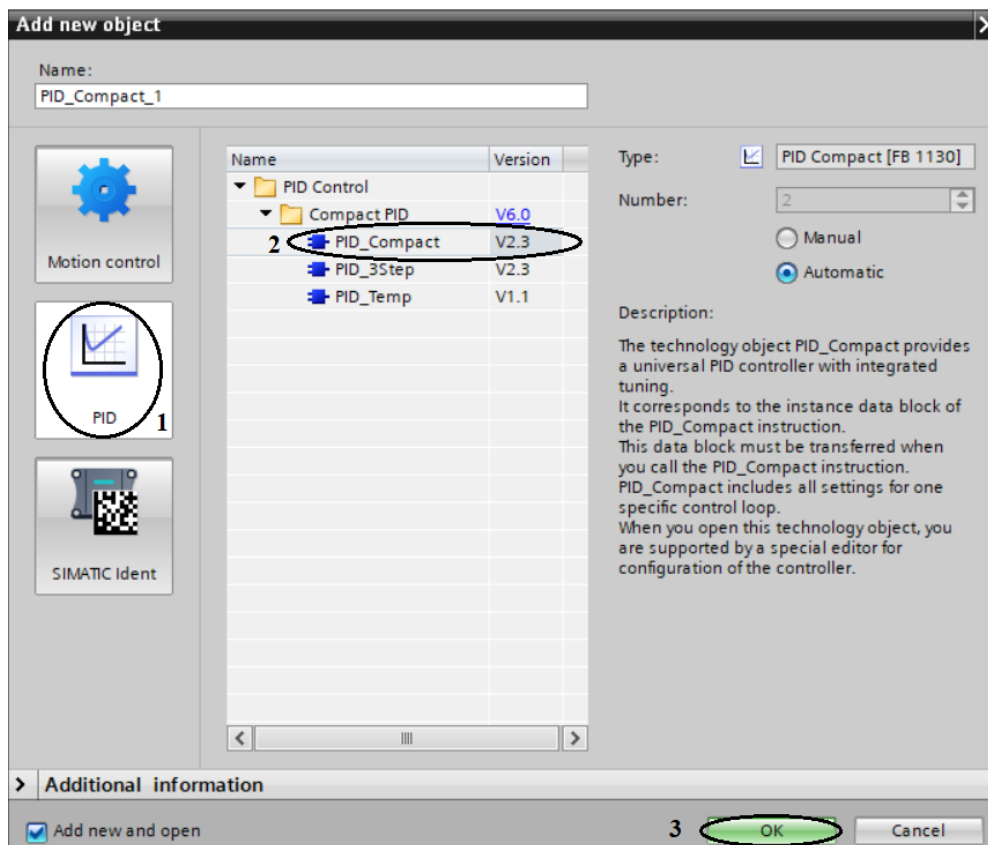 Add new object
Name:
PID_Compact_1
Motion control
PID
1
SIMATIC Ident
Name Version
PID Control
Compact PID V6.0
2 PID_Compact V2.3
PID_3Step V2.3
PID_Temp V1.1
Type: PID Compact [FB 1130]
Number: 2
Manual
Automatic
Description:
The technology object PID_Compact provides
a universal PID controller with integrated
tuning.
It corresponds to the instance data block of
the PID_Compact instruction.
This data block must be transferred when
you call the PID_Compact instruction.
PID_Compact includes all settings for one
specific control loop.
When you open this technology object, you
are supported by a special editor for
configuration of the controller.
Additional information
Add new and open
3 OK Cancel